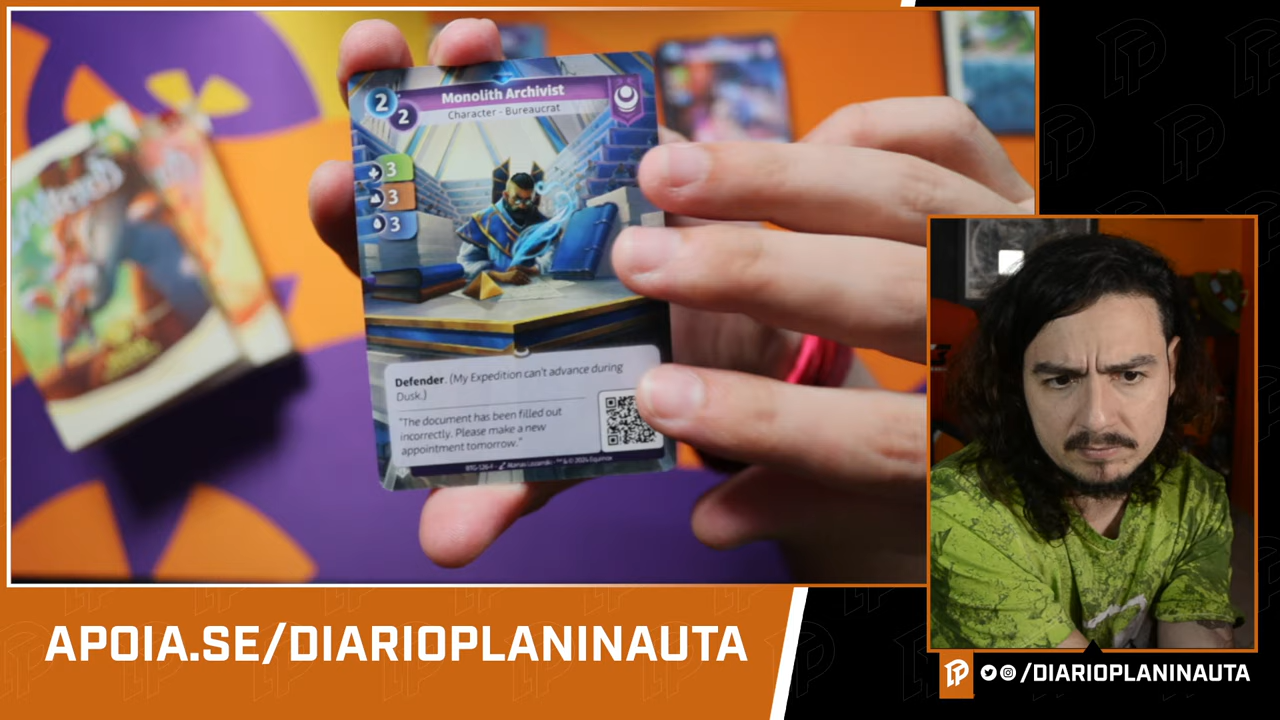 2
2
Monolith Archivist
Character - Bureaucrat
3
3
3
Defender. (My Expedition can't advance during
Dusk.)
"The document has been filled out
incorrectly. Please make a new
appointment tomorrow."
APOIA.SE/DIARIOPLANINAUTA
/DIARIOPLANINAUTA